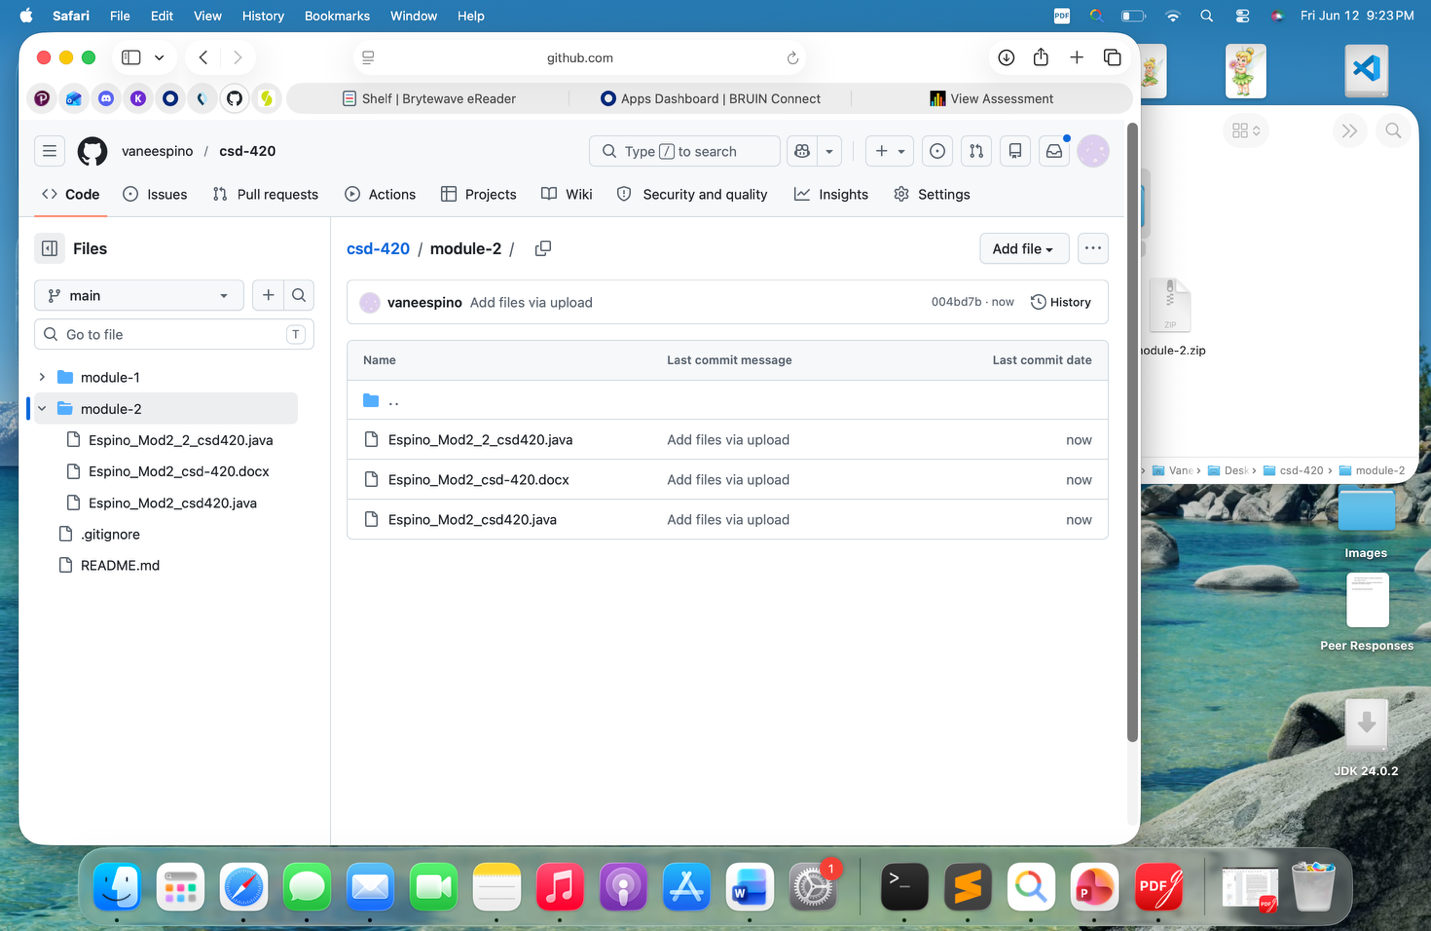 Safari File Edit View History Bookmarks Window Help
PDF
Fri Jun 12 9:23 PM
github.com
Shelf | Brytewave eReader
Apps Dashboard | BRUIN Connect
View Assessment
vaneespino / csd-420
Type / to search
Code Issues Pull requests Actions Projects Wiki Security and quality Insights Settings
Files
csd-420 / module-2 /
Add file
main
vaneespino Add files via upload
004bd7b · now
History
Go to file
T
Name Last commit message Last commit date
module-1
..
module-2
Espino_Mod2_2_csd420.java
Espino_Mod2_csd-420.docx
Espino_Mod2_csd420.java
.gitignore
README.md
Espino_Mod2_2_csd420.java Add files via upload now
Espino_Mod2_csd-420.docx Add files via upload now
Espino_Mod2_csd420.java Add files via upload now
ZIP
odule-2.zip
Vane › Desk › csd-420 › module-2
Images
Peer Responses
JDK 24.0.2
1
W
>_
P
PDF
PDF